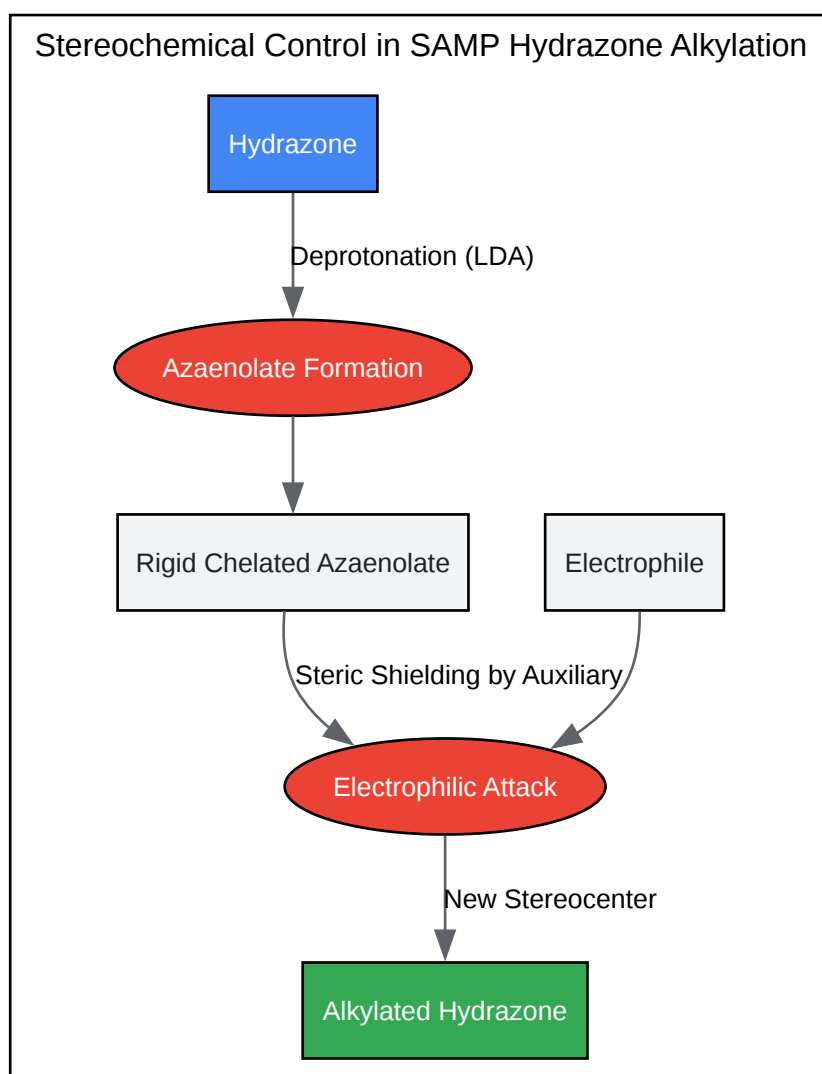 Stereochemical Control in SAMP Hydrazone Alkylation
Hydrazone
Deprotonation (LDA)
Azaenolate Formation
Rigid Chelated Azaenolate
Electrophile
Steric Shielding by Auxiliary
Electrophilic Attack
New Stereocenter
Alkylated Hydrazone